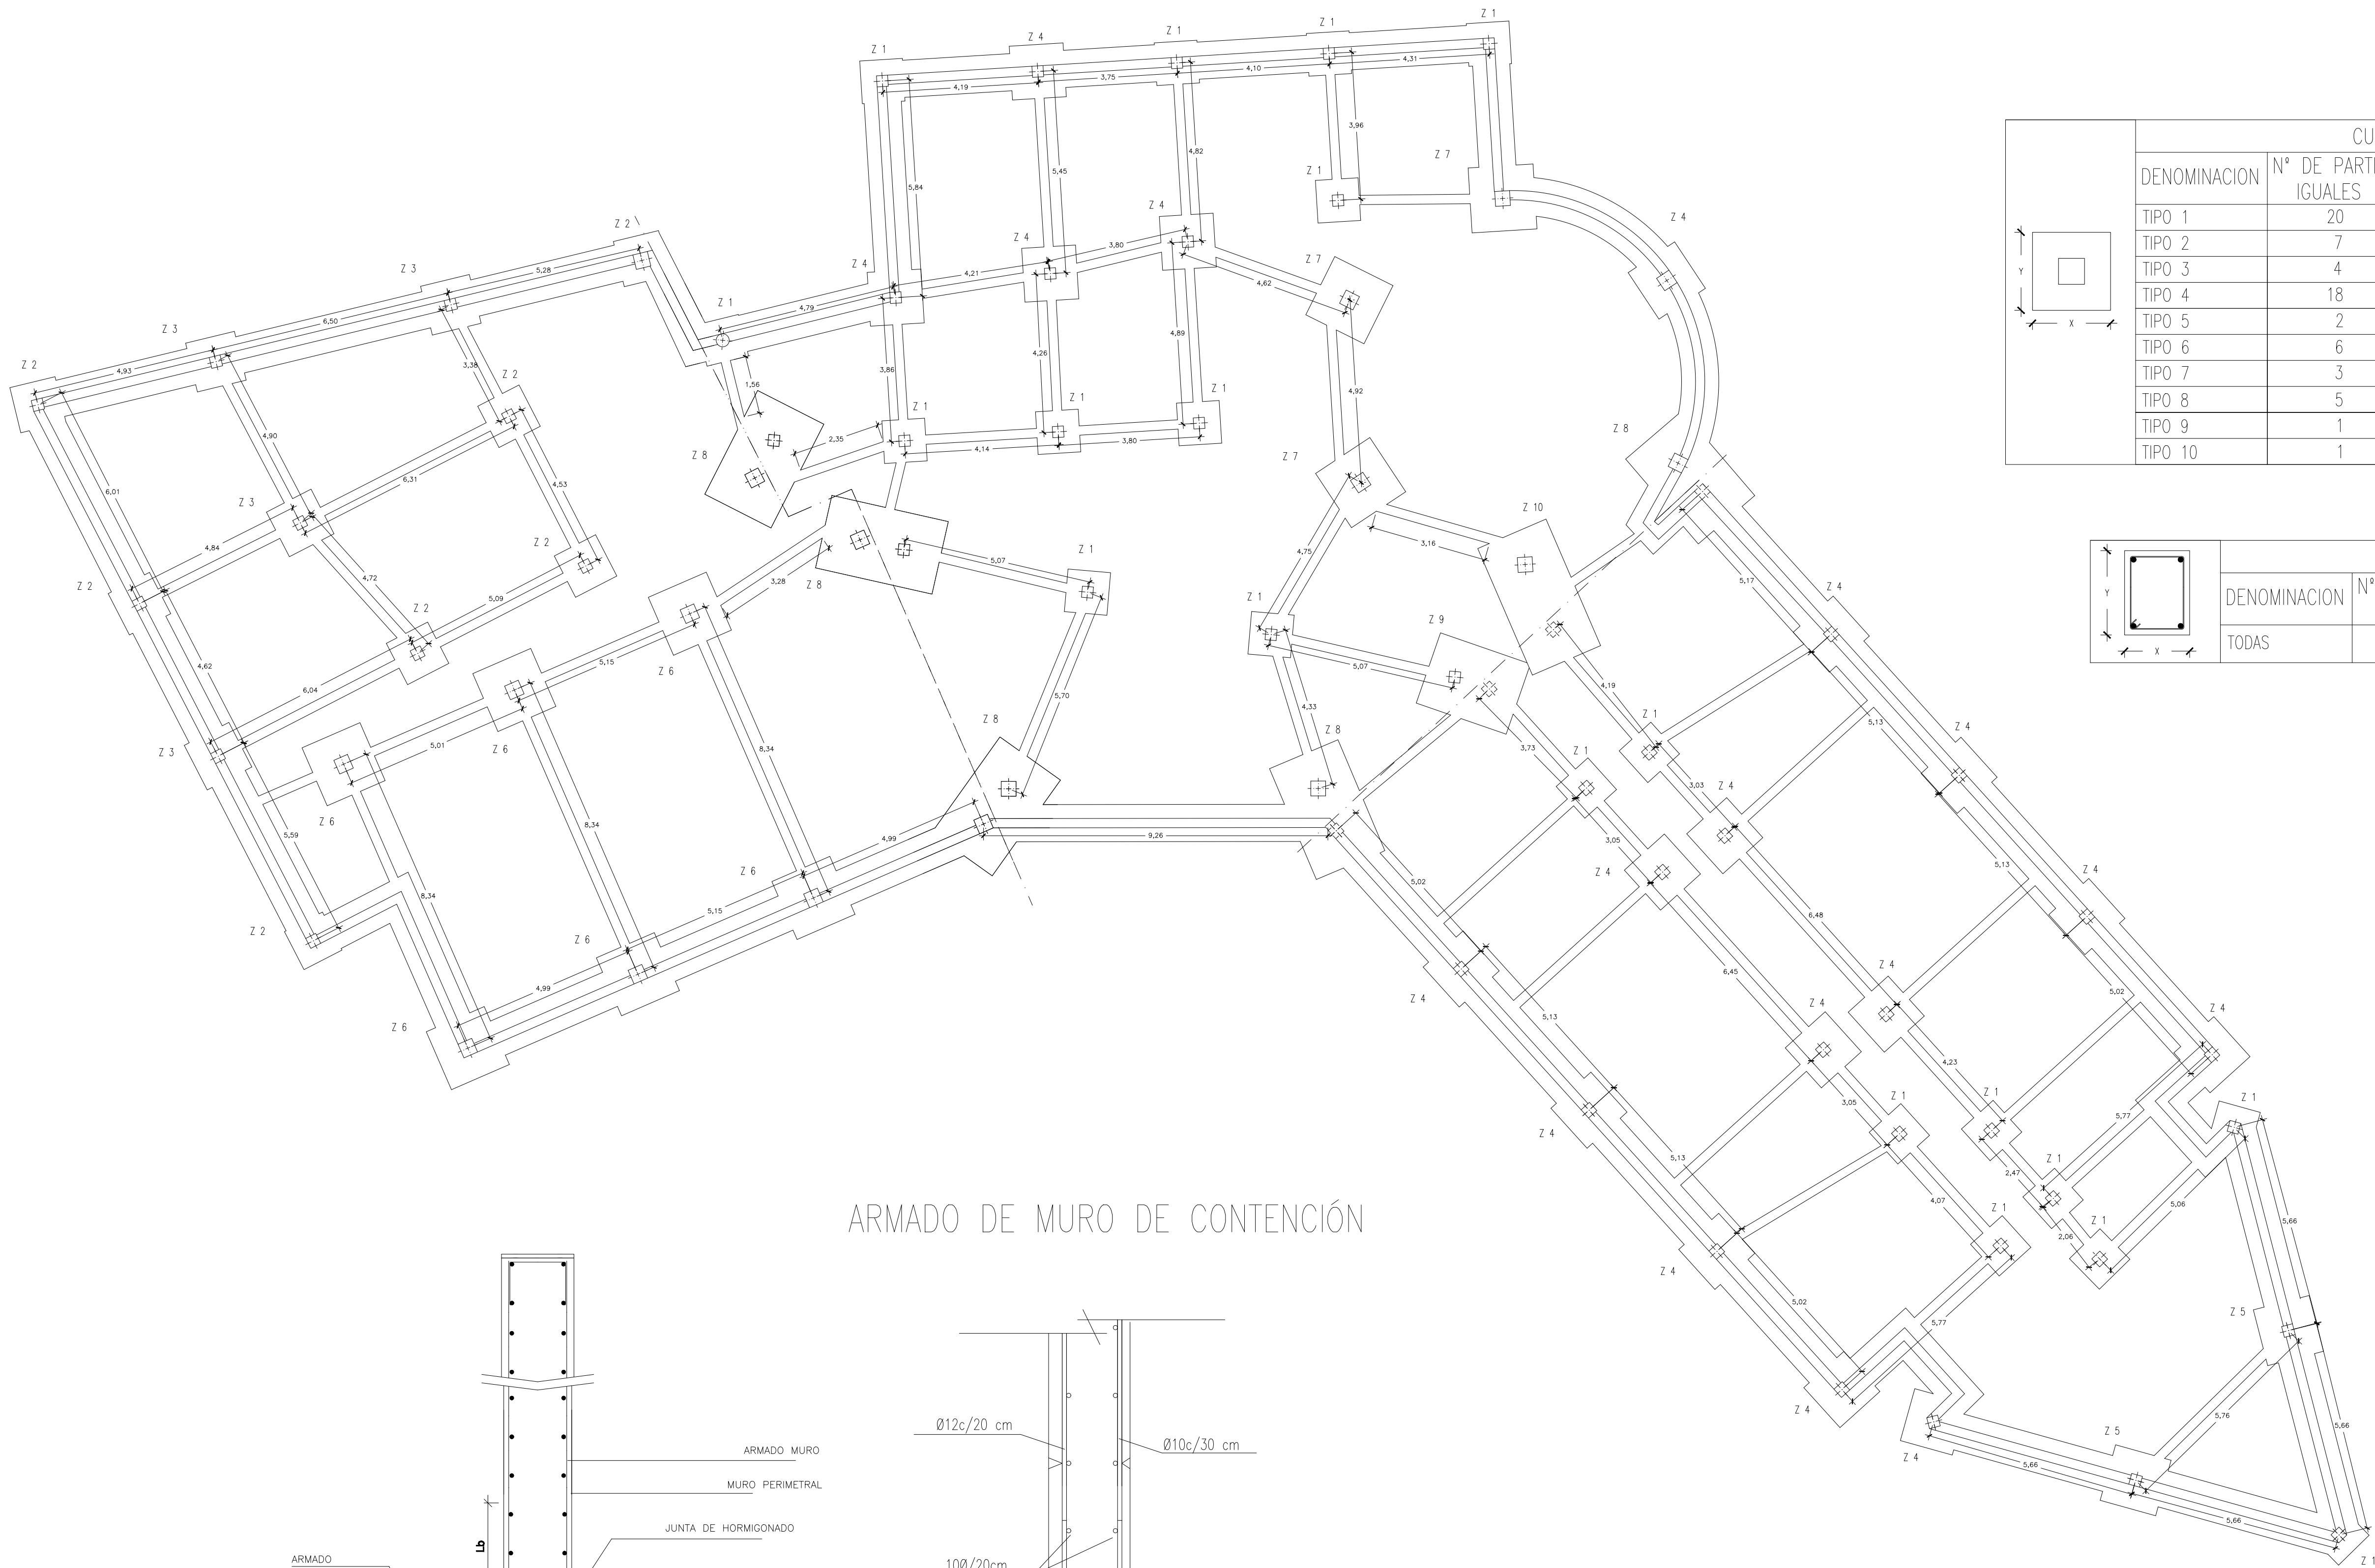 Z 1
Z 1
Z 1
Z 4
Z 1
4,31
4,10
3,75
4,19
3,96
4,82
5,45
5,84
Z 7
Z 1
Z 4
Z 4
Z 4
Z 4
3,80
4,21
4,79
4,62
Z 7
Z 2
Z 3
5,28
Z 1
Z 3
6,50
Z 2
4,93
3,38
Z 2
4,90
4,53
6,31
6,01
1,56
3,86
4,26
4,89
Z 1
Z 1
Z 1
2,35
4,14
3,80
Z 8
4,92
Z 7
Z 8
Z 3
4,84
4,72
Z 2
5,09
Z 2
Z 2
4,62
6,04
Z 3
5,15
5,01
Z 6
Z 6
Z 6
3,28
Z 8
5,07
Z 1
5,70
Z 8
4,75
3,16
Z 10
Z 1
Z 9
5,07
4,33
Z 8
8,34
8,34
8,34
5,59
4,99
9,26
Z 6
5,15
Z 6
4,99
Z 2
Z 6
5,17
Z 4
4,19
5,13
Z 4
Z 1
3,73
Z 1
3,03
Z 4
3,05
Z 4
5,13
Z 4
5,02
6,48
Z 4
6,45
5,02
Z 4
Z 4
5,13
Z 4
4,23
3,05
Z 1
5,77
Z 1
Z 4
5,13
Z 1
2,47
4,07
Z 1
5,06
Z 1
2,06
5,66
Z 4
5,02
5,77
Z 5
Z 4
5,76
5,66
Z 5
Z 4
5,66
5,66
Z 1
CU
DENOMINACION
Nº DE PARTI
IGUALES
TIPO 1 20
TIPO 2 7
TIPO 3 4
TIPO 4 18
TIPO 5 2
TIPO 6 6
TIPO 7 3
TIPO 8 5
TIPO 9 1
TIPO 10 1
Y
X
DENOMINACION Nº
TODAS
Y
X
ARMADO DE MURO DE CONTENCIÓN
Ø12c/20 cm
Ø10c/30 cm
ARMADO MURO
MURO PERIMETRAL
JUNTA DE HORMIGONADO
Lb
ARMADO
10Ø/20cm